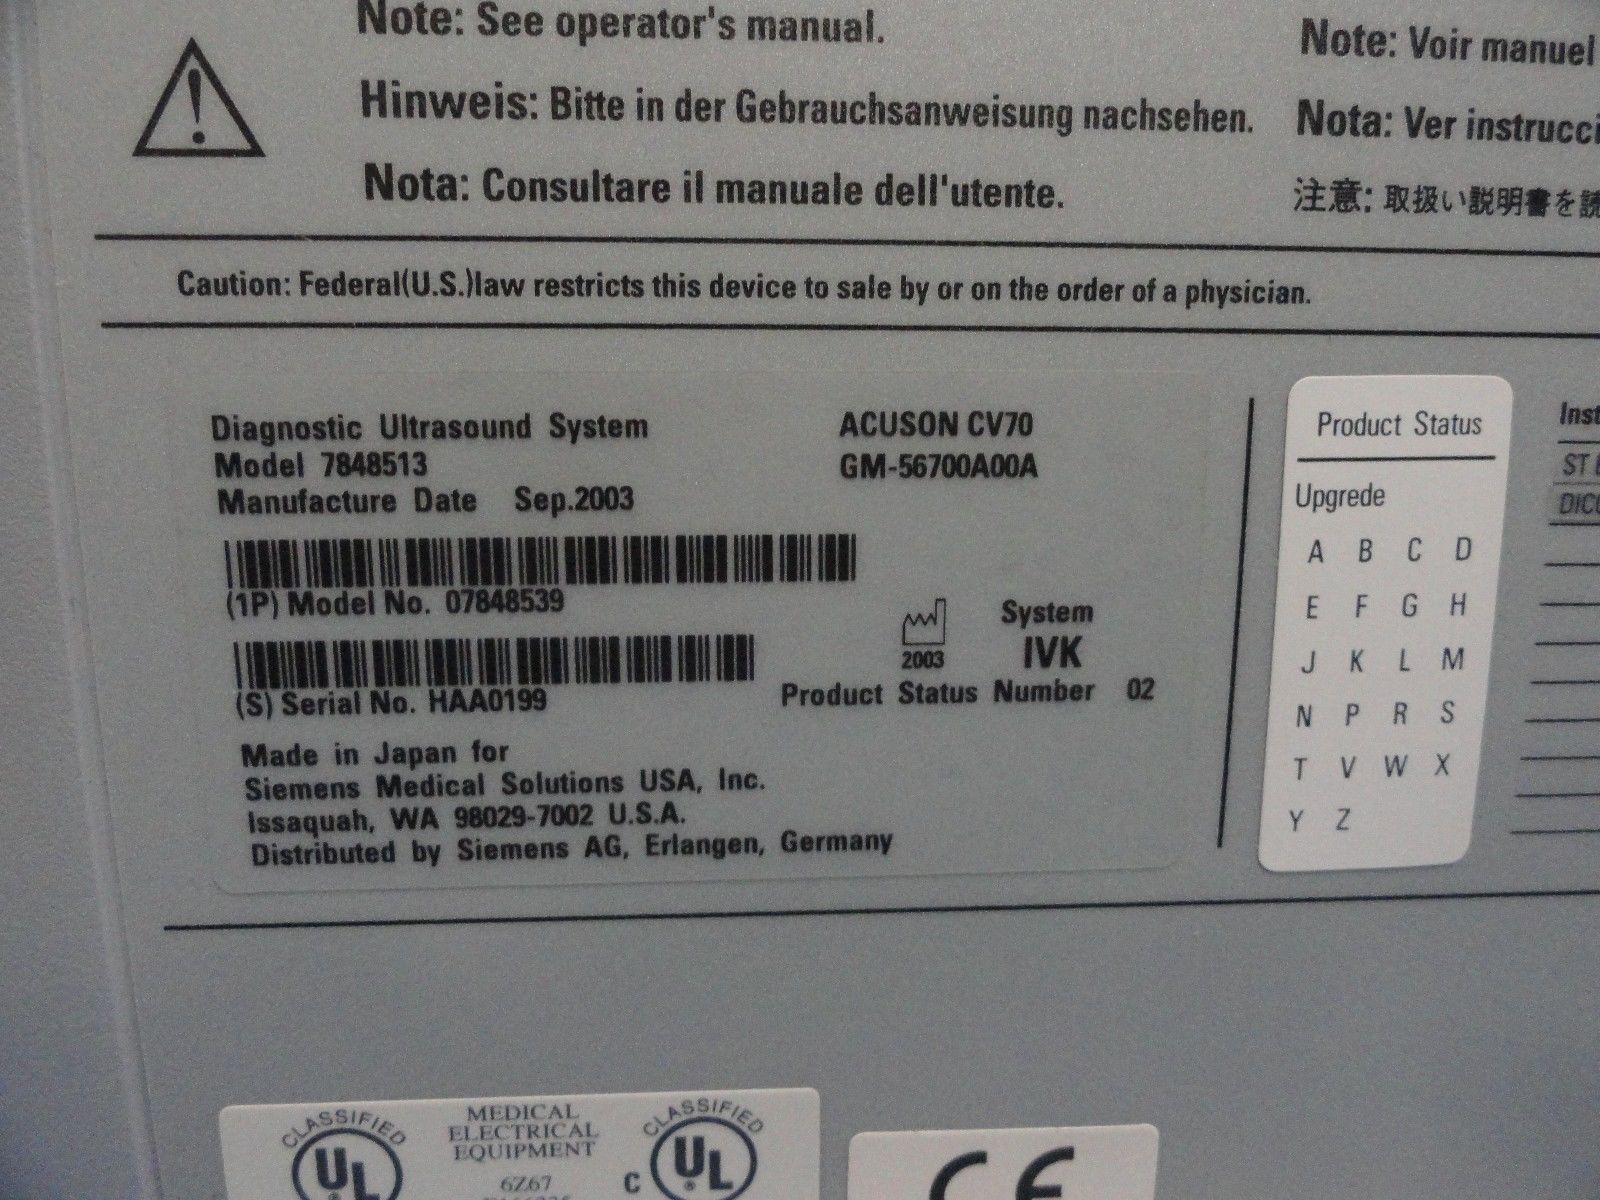 Note: See operator's manual.
Hinweis: Bitte in der Gebrauchsanweisung nachsehen.
Nota: Consultare il manuale dell'utente.
Note: Voir manuel
Nota: Ver instrucci
注意: 取扱い説明書を読
Caution: Federal(U.S.)law restricts this device to sale by or on the order of a physician.
Diagnostic Ultrasound System
ACUSON CV70
Model 7848513
GM-56700A00A
Manufacture Date Sep.2003
(1P) Model No. 07848539
(S) Serial No. HAA0199
2003
System
IVK
Product Status Number 02
Made in Japan for
Siemens Medical Solutions USA, Inc.
Issaquah, WA 98029-7002 U.S.A.
Distributed by Siemens AG, Erlangen, Germany
Product Status
Upgrede
A B C D
E F G H
J K L M
N P R S
T V W X
Y Z
Inst
ST
DIC
CLASSIFIED
UL
MEDICAL
ELECTRICAL
EQUIPMENT
6Z67
CLASSIFIED
C UL
CE